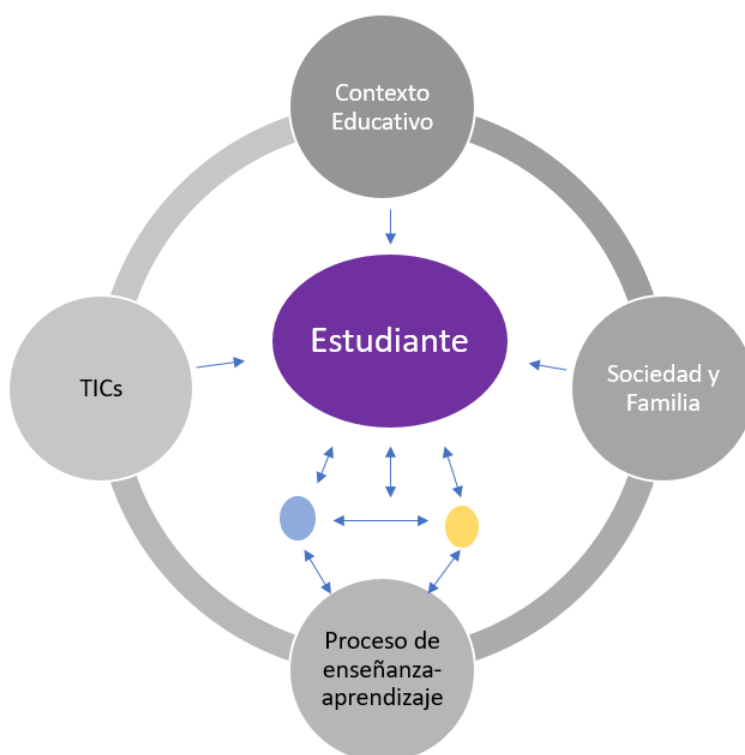 Contexto
Educativo
Estudiante
TICs
Sociedad y
Familia
Proceso de
enseñanza-
aprendizaje